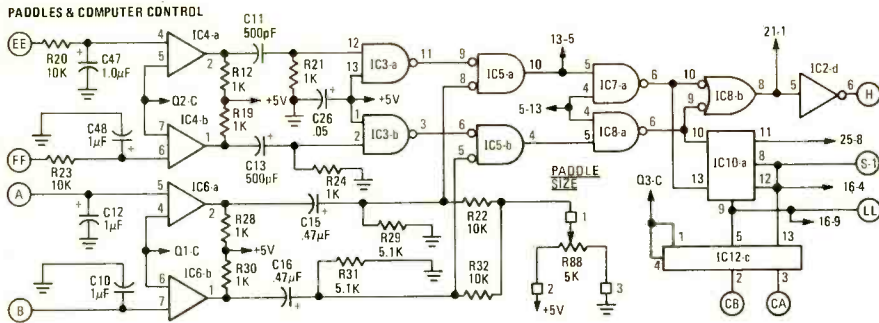 PADDLES & COMPUTER CONTROL
EE
R20
10K
C47
1.0µF
4
5
IC4-a
2
C11
500pF
R12
1K
Q2-C
+5V
R19
1K
R21
1K
C26
.05
+5V
12
13
IC3-a
11
9
8
IC5-a
10
13-5
5
IC7-a
6
4
5-13
21-1
10
9
IC8-b
8
5
IC2-d
6
H
C48
1µF
7
6
IC4-b
1
FF
R23
10K
C13
500pF
R24
1K
1
2
IC3-b
3
6
5
IC5-b
4
4
5
IC8-a
6
10
13
IC10-a
11
8
12
9
25-8
S-1
16-4
LL
16-9
A
C12
1µF
5
4
IC6-a
2
R28
1K
Q1-C
+5V
R30
1K
C15
.47µF
R29
5.1K
R22
10K
PADDLE
SIZE
1
R88
5K
2
+5V
3
C10
1µF
B
6
7
IC6-b
1
C16
.47µF
R31
5.1K
R32
10K
Q3-C
1
4
5
13
IC12-c
2
3
CB
CA